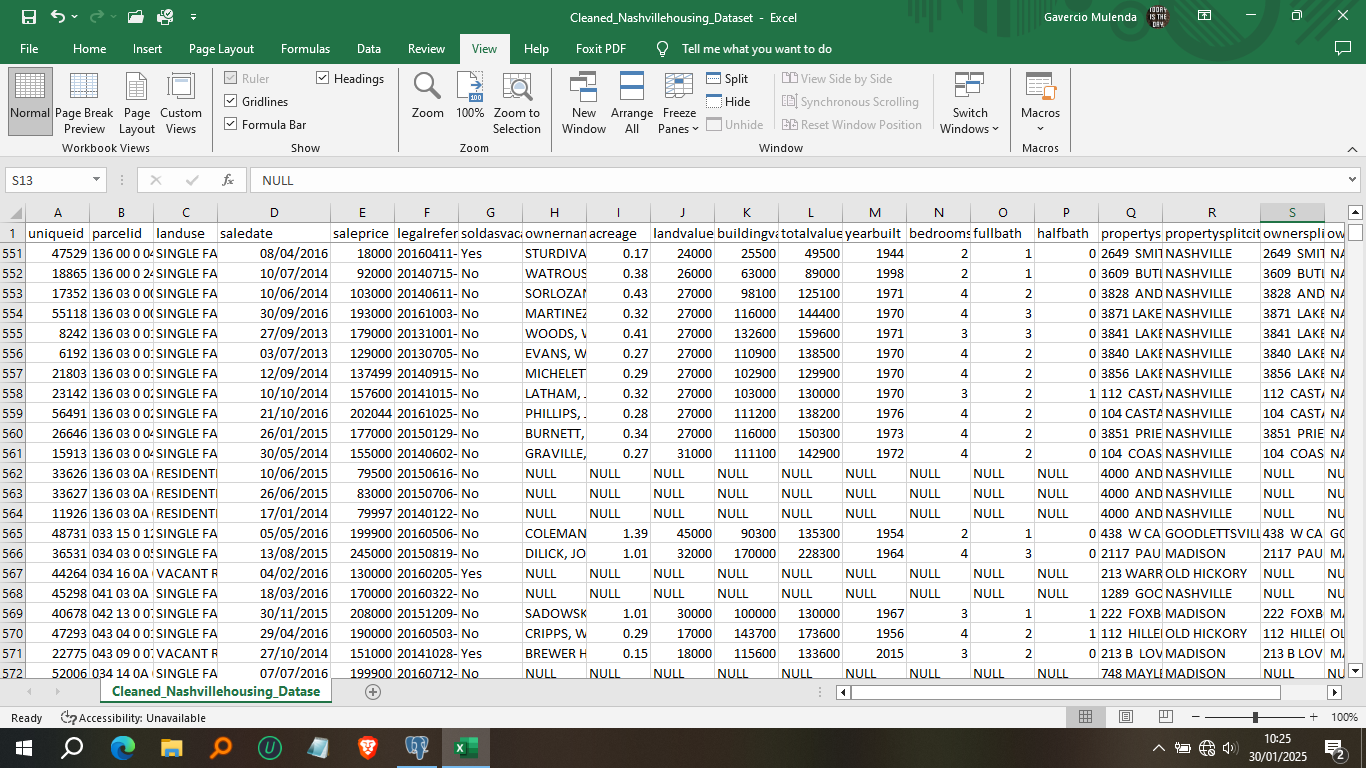 Cleaned_Nashvillehousing_Dataset - Excel
Gavercio Mulenda
TODAY IS THE DAY.
File Home Insert Page Layout Formulas Data Review View Help Foxit PDF Tell me what you want to do
Normal
Page Break Preview
Page Layout
Custom Views
Workbook Views
Ruler
Headings
Gridlines
Formula Bar
Show
Zoom
100
100%
Zoom to Selection
Zoom
New Window
Arrange All
Freeze Panes
Split
Hide
Unhide
View Side by Side
Synchronous Scrolling
Reset Window Position
Switch Windows
Window
Macros
Macros
S13 fx NULL
A B C D E F G H I J K L M N O P Q R S
1 uniqueid parcelid landuse saledate saleprice legalrefer soldasvaca ownernan acreage landvalue buildingva totalvalue yearbuilt bedrooms fullbath halfbath propertys propertysplitcit ownerspli ow
551 47529 136 00 0 04 SINGLE FA 08/04/2016 18000 20160411- Yes STURDIVA 0.17 24000 25500 49500 1944 2 1 0 2649 SMIT NASHVILLE 2649 SMIT NA
552 18865 136 00 0 24 SINGLE FA 10/07/2014 92000 20140715- No WATROUS 0.38 26000 63000 89000 1998 2 1 0 3609 BUTL NASHVILLE 3609 BUTL NA
553 17352 136 03 0 00 SINGLE FA 10/06/2014 103000 20140611- No SORLOZAN 0.43 27000 98100 125100 1971 4 2 0 3828 AND NASHVILLE 3828 AND NA
554 55118 136 03 0 00 SINGLE FA 30/09/2016 193000 20161003- No MARTINEZ 0.32 27000 116000 144400 1970 4 3 0 3871 LAKE NASHVILLE 3871 LAKE NA
555 8242 136 03 0 01 SINGLE FA 27/09/2013 179000 20131001- No WOODS, W 0.41 27000 132600 159600 1971 3 3 0 3841 LAKE NASHVILLE 3841 LAKE NA
556 6192 136 03 0 01 SINGLE FA 03/07/2013 129000 20130705- No EVANS, W 0.27 27000 110900 138500 1970 4 2 0 3840 LAKE NASHVILLE 3840 LAKE NA
557 21803 136 03 0 01 SINGLE FA 12/09/2014 137499 20140915- No MICHELET 0.29 27000 102900 129900 1970 4 2 0 3856 LAKE NASHVILLE 3856 LAKE NA
558 23142 136 03 0 02 SINGLE FA 10/10/2014 157600 20141015- No LATHAM, J 0.32 27000 103000 130000 1970 3 2 1 112 CASTA NASHVILLE 112 CASTA NA
559 56491 136 03 0 02 SINGLE FA 21/10/2016 202044 20161025- No PHILLIPS, J 0.28 27000 111200 138200 1976 4 2 0 104 CASTA NASHVILLE 104 CASTA NA
560 26646 136 03 0 04 SINGLE FA 26/01/2015 177000 20150129- No BURNETT, 0.34 27000 116000 150300 1973 4 2 0 3851 PRIE NASHVILLE 3851 PRIE NA
561 15913 136 03 0 04 SINGLE FA 30/05/2014 155000 20140602- No GRAVILLE, 0.27 31000 111100 142900 1972 4 2 0 104 COAS NASHVILLE 104 COAS NA
562 33626 136 03 0A RESIDENTI 10/06/2015 79500 20150616- No NULL NULL NULL NULL NULL NULL NULL NULL NULL 4000 AND NASHVILLE NULL NU
563 33627 136 03 0A RESIDENTI 26/06/2015 83000 20150706- No NULL NULL NULL NULL NULL NULL NULL NULL NULL 4000 AND NASHVILLE NULL NU
564 11926 136 03 0A RESIDENTI 17/01/2014 79997 20140122- No NULL NULL NULL NULL NULL NULL NULL NULL NULL 4000 AND NASHVILLE NULL NU
565 48731 033 15 0 12 SINGLE FA 05/05/2016 199900 20160506- No COLEMAN 1.39 45000 90300 135300 1954 2 1 0 438 W CA GOODLETTSVILL 438 W CA GO
566 36531 034 03 0 05 SINGLE FA 13/08/2015 245000 20150819- No DILICK, JO 1.01 32000 170000 228300 1964 4 3 0 2117 PAU MADISON 2117 PAU MA
567 44264 034 16 0A VACANT R 04/02/2016 130000 20160205- Yes NULL NULL NULL NULL NULL NULL NULL NULL NULL 213 WARR OLD HICKORY NULL NU
568 45298 041 03 0A SINGLE FA 18/03/2016 170000 20160322- No NULL NULL NULL NULL NULL NULL NULL NULL NULL 1289 GOO NASHVILLE NULL NU
569 40678 042 13 0 07 SINGLE FA 30/11/2015 208000 20151209- No SADOWSK 1.01 30000 100000 130000 1967 3 1 1 222 FOXB MADISON 222 FOXB MA
570 47293 043 04 0 01 SINGLE FA 29/04/2016 190000 20160503- No CRIPPS, W 0.29 17000 143700 173600 1956 4 2 1 112 HILLE OLD HICKORY 112 HILLE OL
571 22775 043 09 0 07 VACANT R 27/10/2014 151000 20141028- Yes BREWER H 0.15 18000 115600 133600 2015 3 2 0 213 B LOV MADISON 213 B LOV MA
572 52006 034 14 0A SINGLE FA 07/07/2016 199900 20160712- No NULL NULL NULL NULL NULL NULL NULL NULL NULL 748 MAYL MADISON NULL NU
Cleaned_Nashvillehousing_Datase
Ready Accessibility: Unavailable 100%
10:25
30/01/2025
2